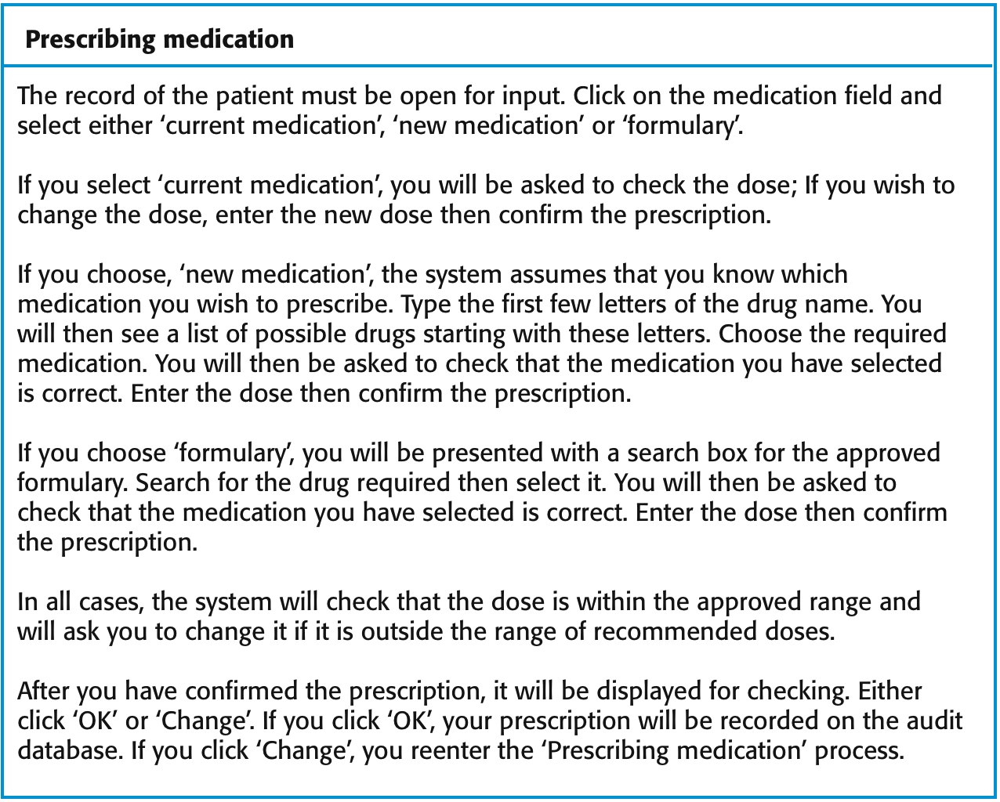 Prescribing medication
The record of the patient must be open for input. Click on the medication field and
select either ‘current medication’, ‘new medication’ or ‘formulary’.
If you select ‘current medication’, you will be asked to check the dose; If you wish to
change the dose, enter the new dose then confirm the prescription.
If you choose, ‘new medication’, the system assumes that you know which
medication you wish to prescribe. Type the first few letters of the drug name. You
will then see a list of possible drugs starting with these letters. Choose the required
medication. You will then be asked to check that the medication you have selected
is correct. Enter the dose then confirm the prescription.
If you choose ‘formulary’, you will be presented with a search box for the approved
formulary. Search for the drug required then select it. You will then be asked to
check that the medication you have selected is correct. Enter the dose then confirm
the prescription.
In all cases, the system will check that the dose is within the approved range and
will ask you to change it if it is outside the range of recommended doses.
After you have confirmed the prescription, it will be displayed for checking. Either
click ‘OK’ or ‘Change’. If you click ‘OK’, your prescription will be recorded on the audit
database. If you click ‘Change’, you reenter the ‘Prescribing medication’ process.